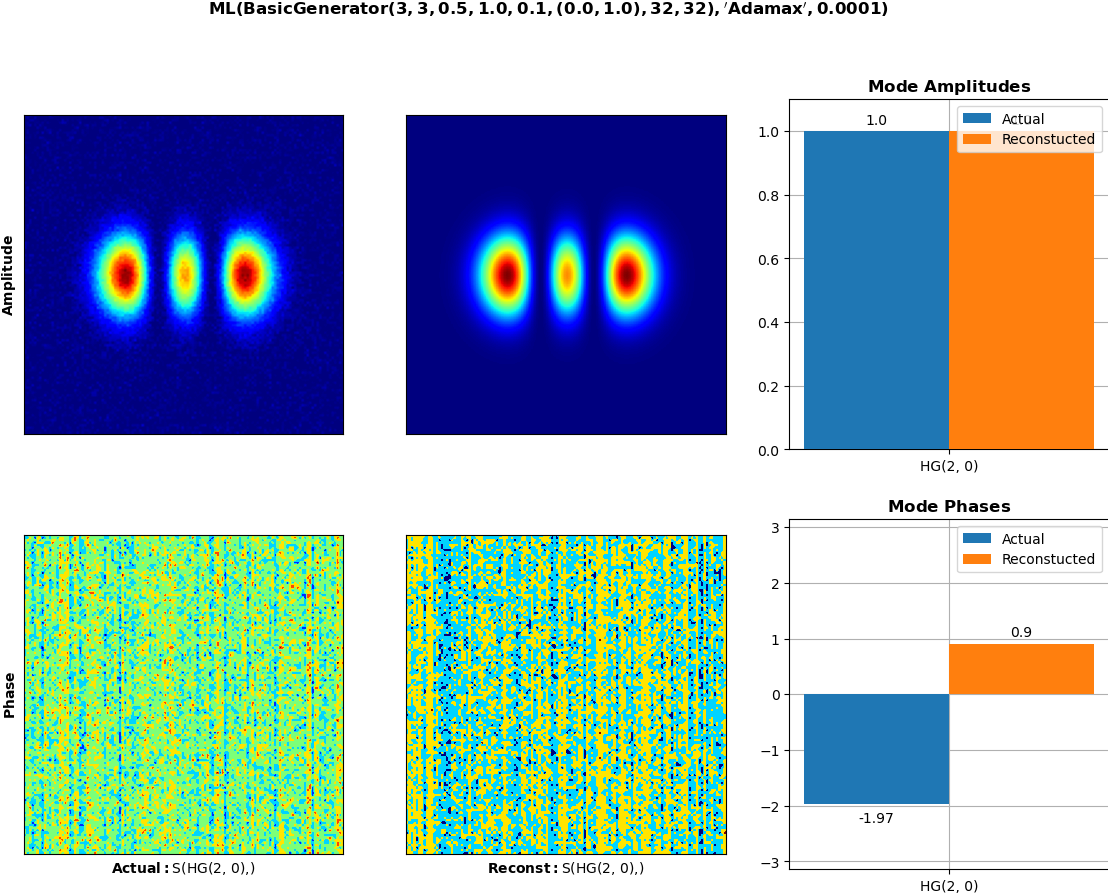 ML(BasicGenerator(3, 3, 0.5, 1.0, 0.1, (0.0, 1.0), 32, 32), ′Adamax′, 0.0001)
Amplitude
Mode Amplitudes
1.0
Actual
Reconstucted
1.0
0.8
0.6
0.4
0.2
0.0
HG(2, 0)
Phase
Actual: S(HG(2, 0),)
Reconst: S(HG(2, 0),)
Mode Phases
Actual
Reconstucted
3
2
1
0
−1
−2
−3
0.9
-1.97
HG(2, 0)